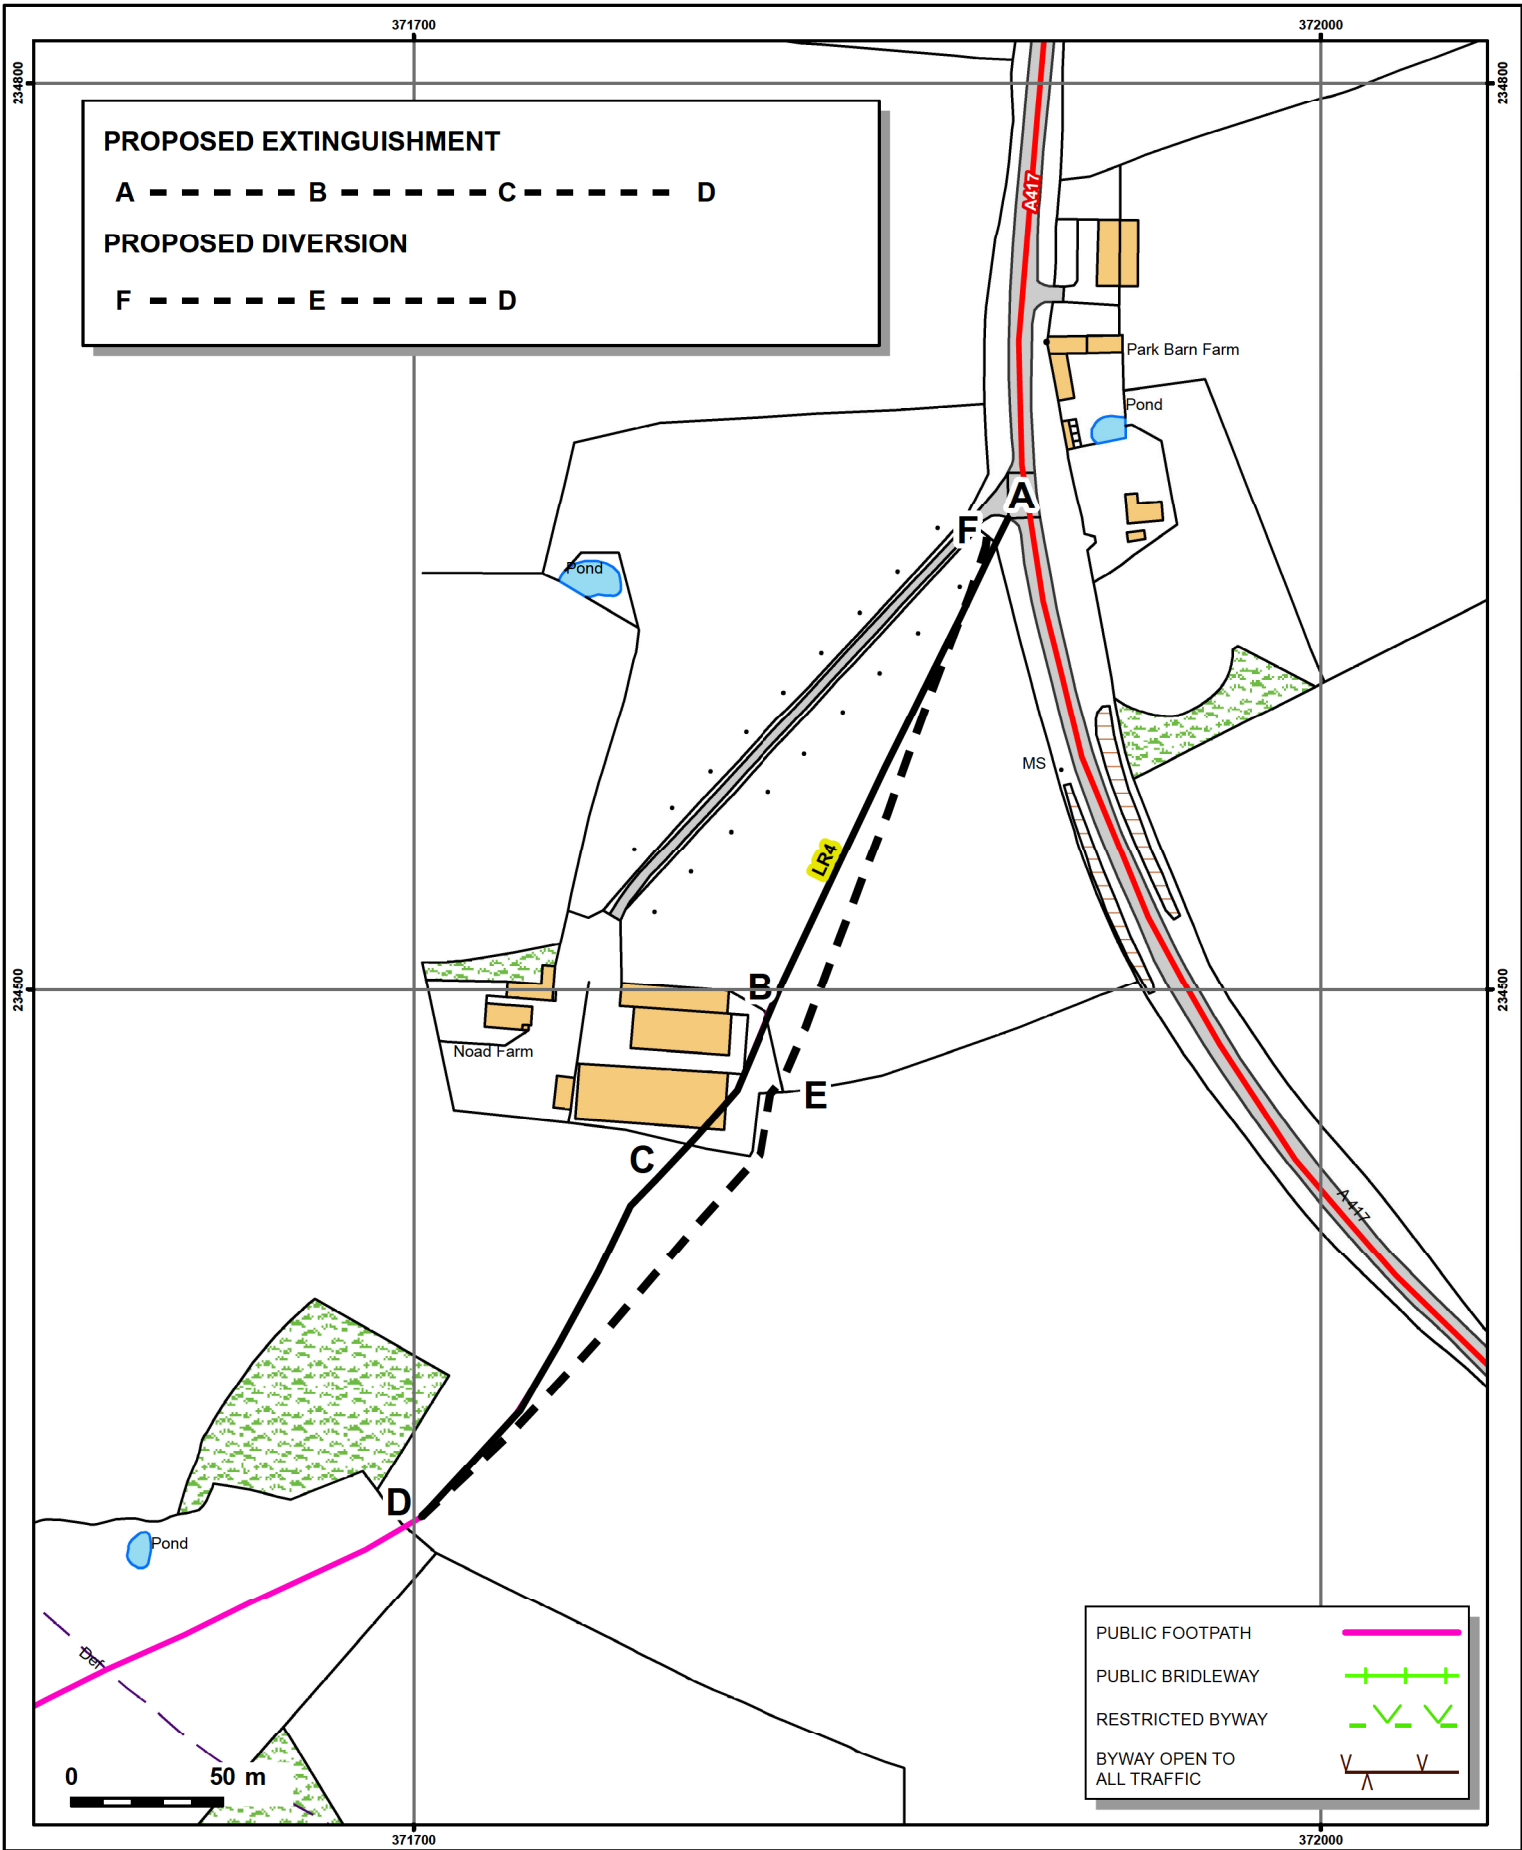 371700
372000
234800
234800
PROPOSED EXTINGUISHMENT
A B C D
PROPOSED DIVERSION
F E D
A417
Park Barn Farm
Pond
A
F
Pond
MS
LR4
B
234500
234500
Noad Farm
E
C
A 417
D
Pond
Def
PUBLIC FOOTPATH
PUBLIC BRIDLEWAY
RESTRICTED BYWAY
BYWAY OPEN TO
ALL TRAFFIC
0 50 m
371700
372000